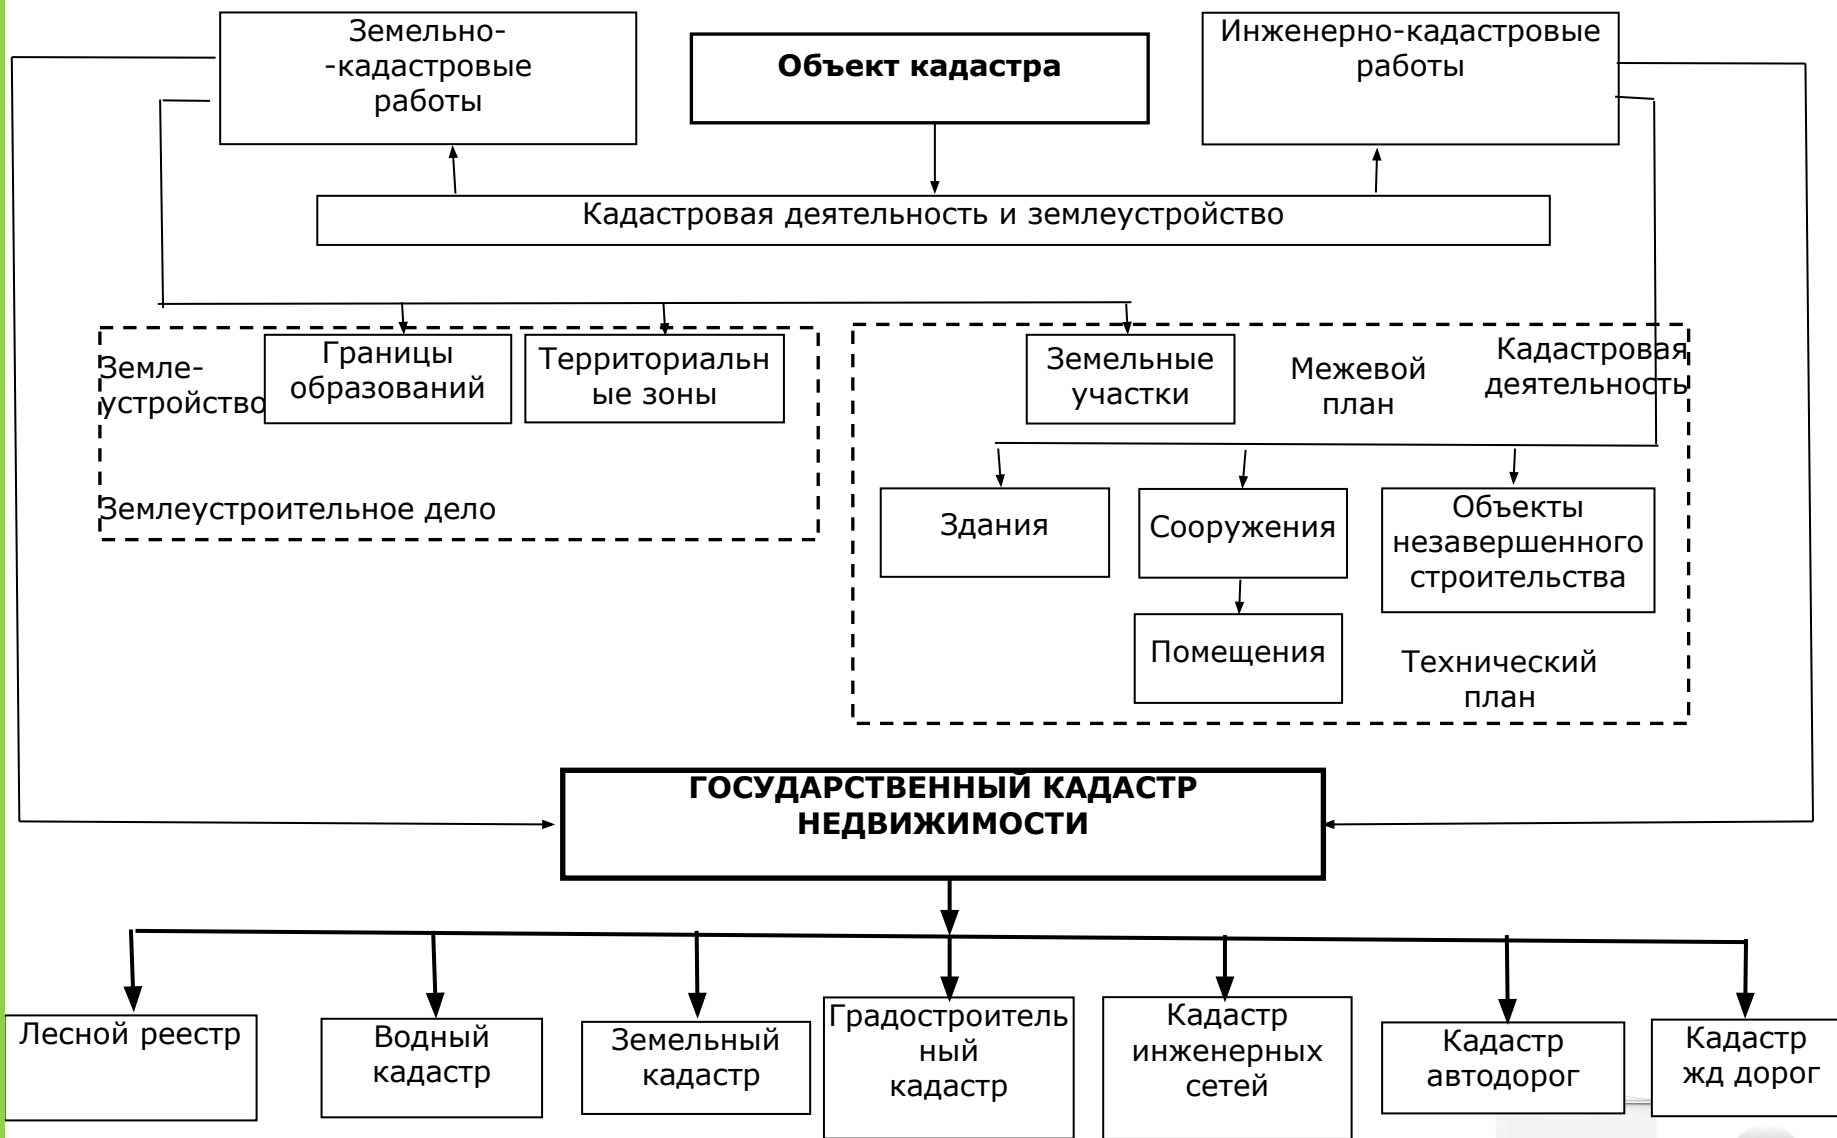 Земельно-
-кадастровые
работы
Объект кадастра
Инженерно-кадастровые
работы
Кадастровая деятельность и землеустройство
Земле-
устройство
Границы
образований
Территориальн
ые зоны
Землеустроительное дело
Земельные
участки
Межевой
план
Кадастровая
деятельность
Здания
Сооружения
Объекты
незавершенного
строительства
Помещения
Технический
план
ГОСУДАРСТВЕННЫЙ КАДАСТР
НЕДВИЖИМОСТИ
Лесной реестр
Водный
кадастр
Земельный
кадастр
Градостроитель
ный
кадастр
Кадастр
инженерных
сетей
Кадастр
автодорог
Кадастр
жд дорог